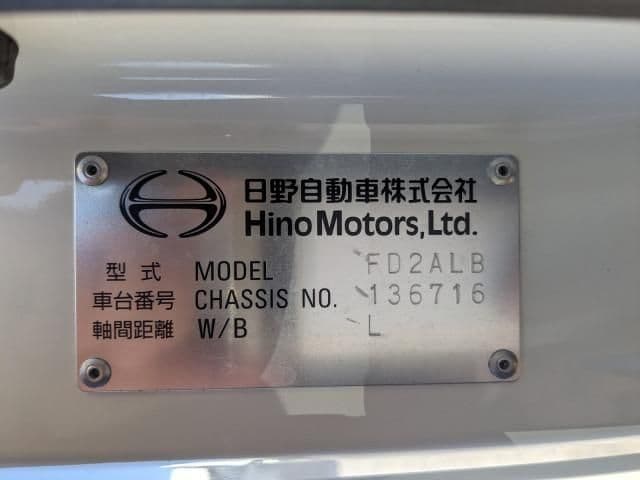 日野自動車株式会社
Hino Motors, Ltd.
型式 MODEL FD2ALB
車台番号 CHASSIS NO. 136716
軸間距離 W/B L